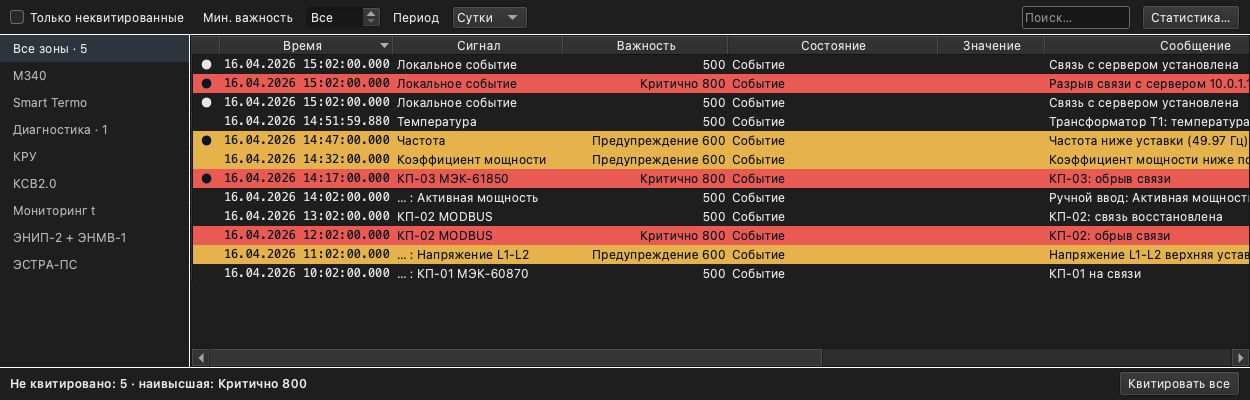 Только неквитированные Мин. важность Все Период Сутки Поиск... Статистика...
Все зоны · 5
М340
Smart Termo
Диагностика · 1
КРУ
КСВ2.0
Мониторинг t
ЭНИП-2 + ЭНМВ-1
ЭСТРА-ПС
Время Сигнал Важность Состояние Значение Сообщение
16.04.2026 15:02:00.000 Локальное событие 500 Событие Связь с сервером установлена
16.04.2026 15:02:00.000 Локальное событие Критично 800 Событие Разрыв связи с сервером 10.0.1.1
16.04.2026 15:02:00.000 Локальное событие 500 Событие Связь с сервером установлена
16.04.2026 14:51:59.880 Температура 500 Событие Трансформатор Т1: температура
16.04.2026 14:47:00.000 Частота Предупреждение 600 Событие Частота ниже уставки (49.97 Гц)
16.04.2026 14:32:00.000 Коэффициент мощности Предупреждение 600 Событие Коэффициент мощности ниже по
16.04.2026 14:17:00.000 КП-03 МЭК-61850 Критично 800 Событие КП-03: обрыв связи
16.04.2026 14:02:00.000 ... : Активная мощность 500 Событие Ручной ввод: Активная мощност
16.04.2026 13:02:00.000 КП-02 MODBUS 500 Событие КП-02: связь восстановлена
16.04.2026 12:02:00.000 КП-02 MODBUS Критично 800 Событие КП-02: обрыв связи
16.04.2026 11:02:00.000 ... : Напряжение L1-L2 Предупреждение 600 Событие Напряжение L1-L2 верхняя устав
16.04.2026 10:02:00.000 ... : КП-01 МЭК-60870 500 Событие КП-01 на связи
Не квитировано: 5 · наивысшая: Критично 800 Квитировать все